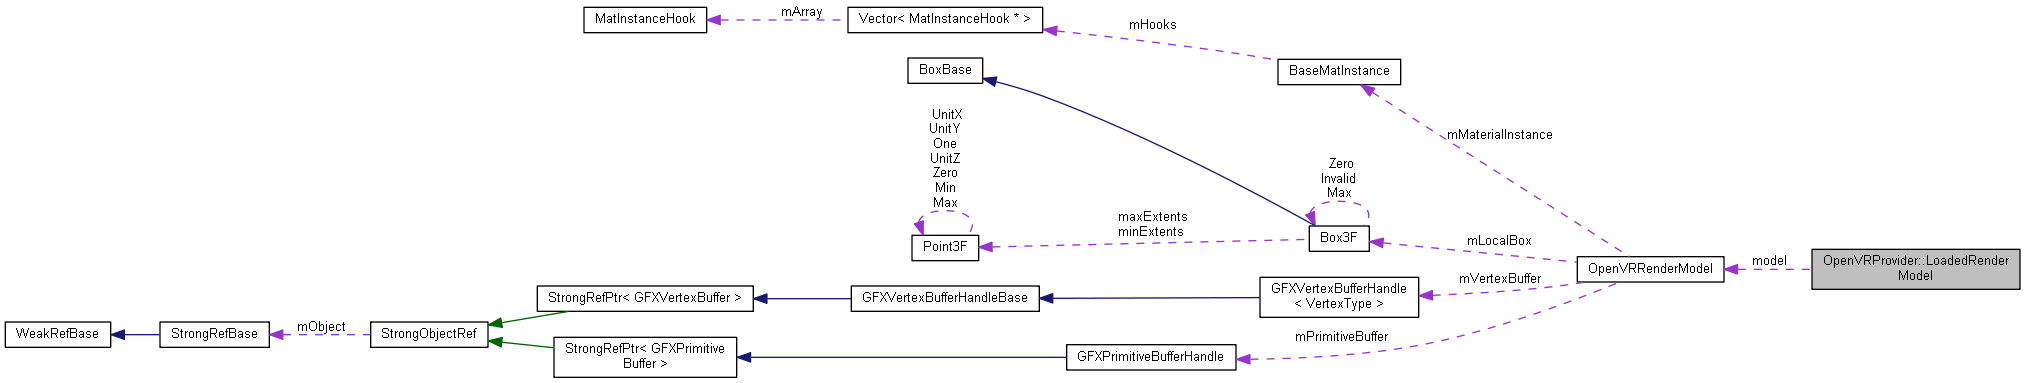 MatInstanceHook
mArray
Vector< MatInstanceHook * >
mHooks
BaseMatInstance
BoxBase
UnitX
UnitY
One
UnitZ
Zero
Min
Max
Point3F
maxExtents
minExtents
Zero
Invalid
Max
Box3F
mMaterialInstance
mLocalBox
OpenVRRenderModel
model
OpenVRProvider::LoadedRender
Model
mVertexBuffer
GFXVertexBufferHandle
< VertexType >
GFXVertexBufferHandleBase
StrongRefPtr< GFXVertexBuffer >
WeakRefBase
StrongRefBase
mObject
StrongObjectRef
StrongRefPtr< GFXPrimitive
Buffer >
GFXPrimitiveBufferHandle
mPrimitiveBuffer